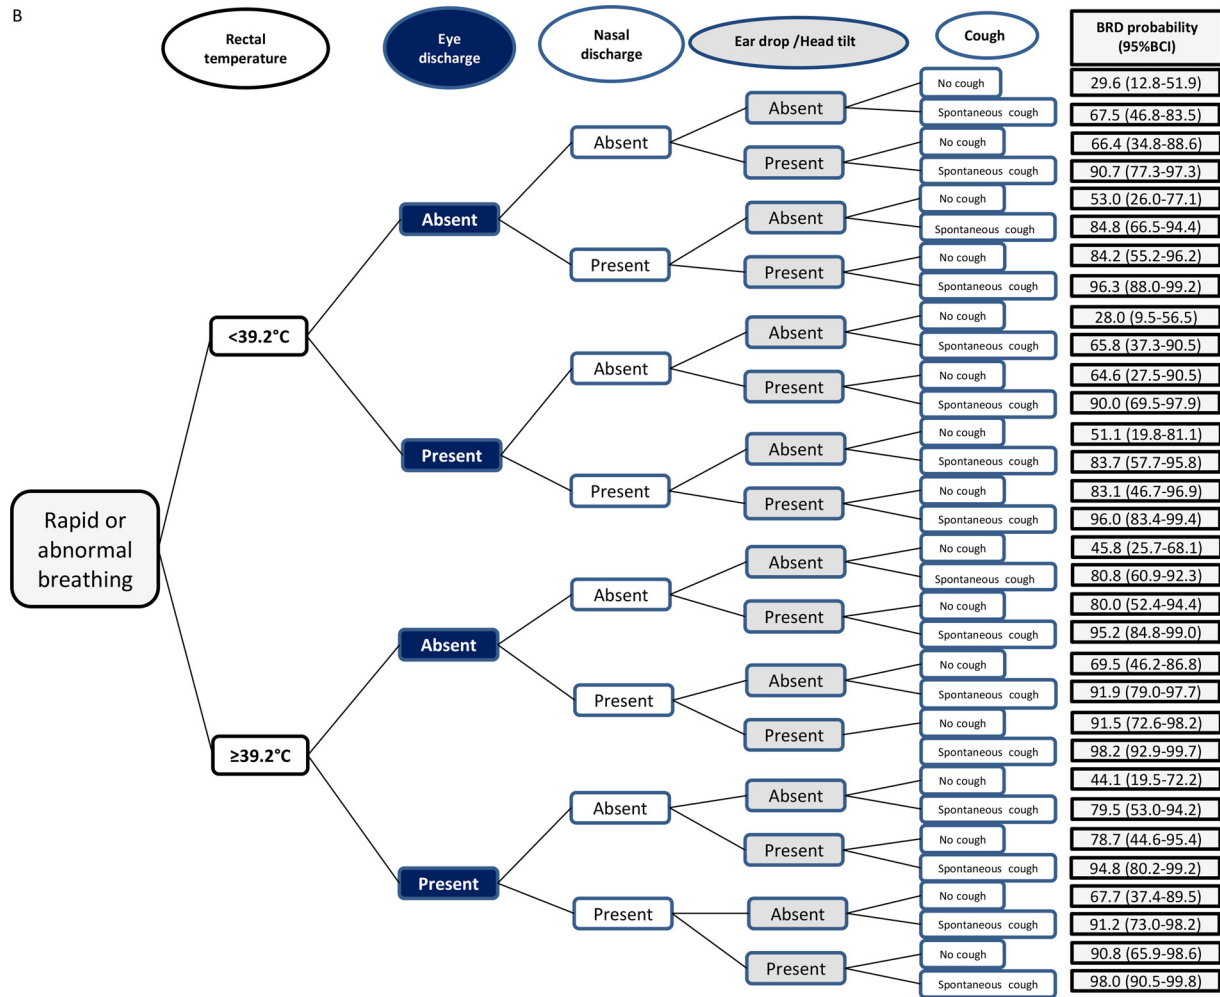 B
Rectal
temperature
Eye
discharge
Nasal
discharge
Ear drop /Head tilt
Cough
BRD probability
(95%BCI)
Rapid or
abnormal
breathing
<39.2°C
Absent
Absent
Absent
No cough
29.6 (12.8-51.9)
Spontaneous cough
67.5 (46.8-83.5)
Present
No cough
66.4 (34.8-88.6)
Spontaneous cough
90.7 (77.3-97.3)
Present
Absent
No cough
53.0 (26.0-77.1)
Spontaneous cough
84.8 (66.5-94.4)
Present
No cough
84.2 (55.2-96.2)
Spontaneous cough
96.3 (88.0-99.2)
Present
Absent
Absent
No cough
28.0 (9.5-56.5)
Spontaneous cough
65.8 (37.3-90.5)
Present
No cough
64.6 (27.5-90.5)
Spontaneous cough
90.0 (69.5-97.9)
Present
Absent
No cough
51.1 (19.8-81.1)
Spontaneous cough
83.7 (57.7-95.8)
Present
No cough
83.1 (46.7-96.9)
Spontaneous cough
96.0 (83.4-99.4)
≥39.2°C
Absent
Absent
Absent
No cough
45.8 (25.7-68.1)
Spontaneous cough
80.8 (60.9-92.3)
Present
No cough
80.0 (52.4-94.4)
Spontaneous cough
95.2 (84.8-99.0)
Present
Absent
No cough
69.5 (46.2-86.8)
Spontaneous cough
91.9 (79.0-97.7)
Present
No cough
91.5 (72.6-98.2)
Spontaneous cough
98.2 (92.9-99.7)
Present
Absent
Absent
No cough
44.1 (19.5-72.2)
Spontaneous cough
79.5 (53.0-94.2)
Present
No cough
78.7 (44.6-95.4)
Spontaneous cough
94.8 (80.2-99.2)
Present
Absent
No cough
67.7 (37.4-89.5)
Spontaneous cough
91.2 (73.0-98.2)
Present
No cough
90.8 (65.9-98.6)
Spontaneous cough
98.0 (90.5-99.8)